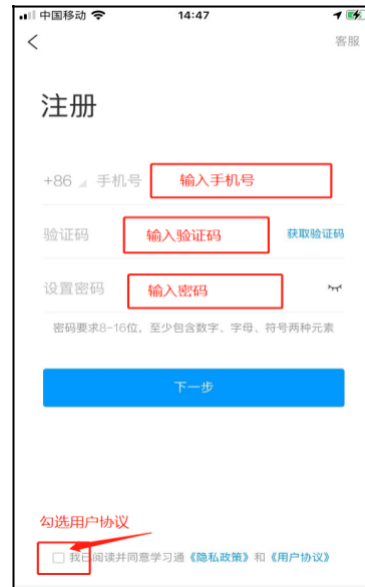 中国移动 14:47
客服
注册
+86 手机号 输入手机号
验证码 输入验证码 获取验证码
设置密码 输入密码
密码要求8-16位，至少包含数字、字母、符号两种元素
下一步
勾选用户协议
我已阅读并同意学习通《隐私政策》和《用户协议》